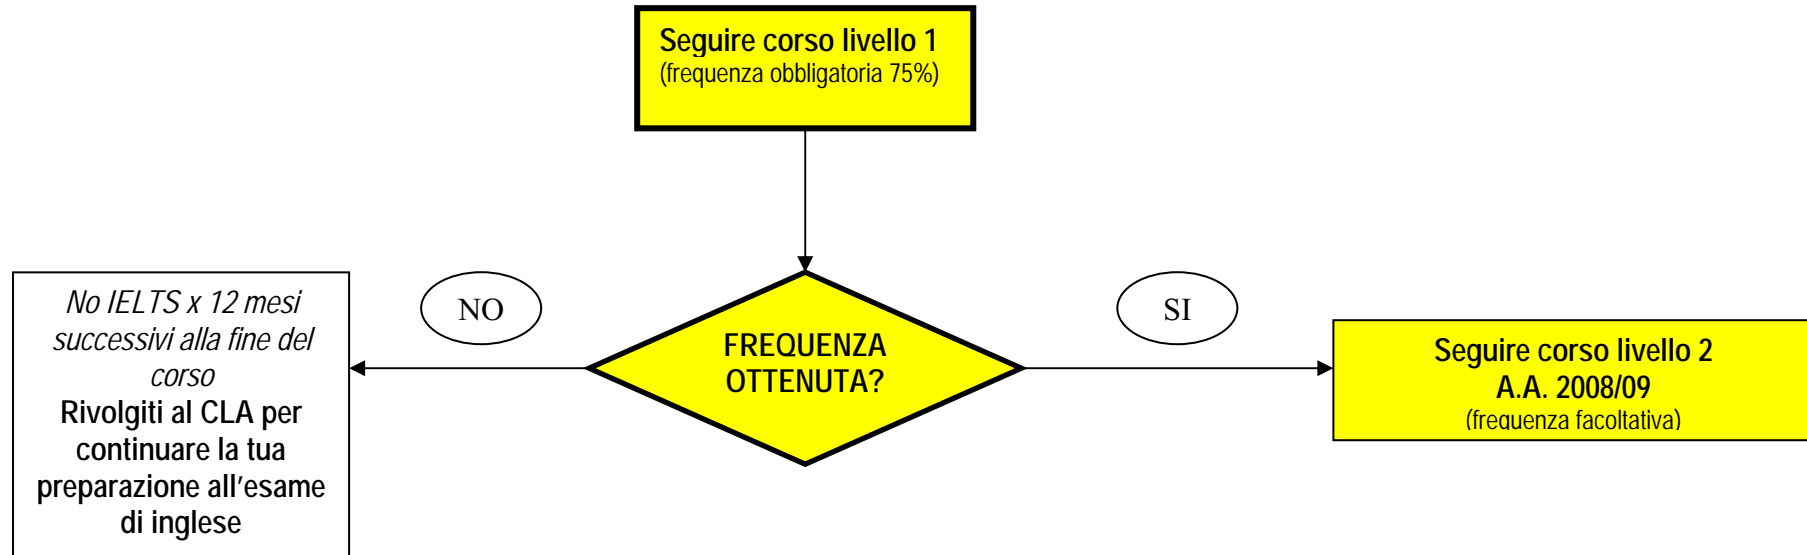 Seguire corso livello 1
(frequenza obbligatoria 75%)
No IELTS x 12 mesi
successivi alla fine del
corso
Rivolgiti al CLA per
continuare la tua
preparazione all’esame
di inglese
NO
FREQUENZA
OTTENUTA?
SI
Seguire corso livello 2
A.A. 2008/09
(frequenza facoltativa)